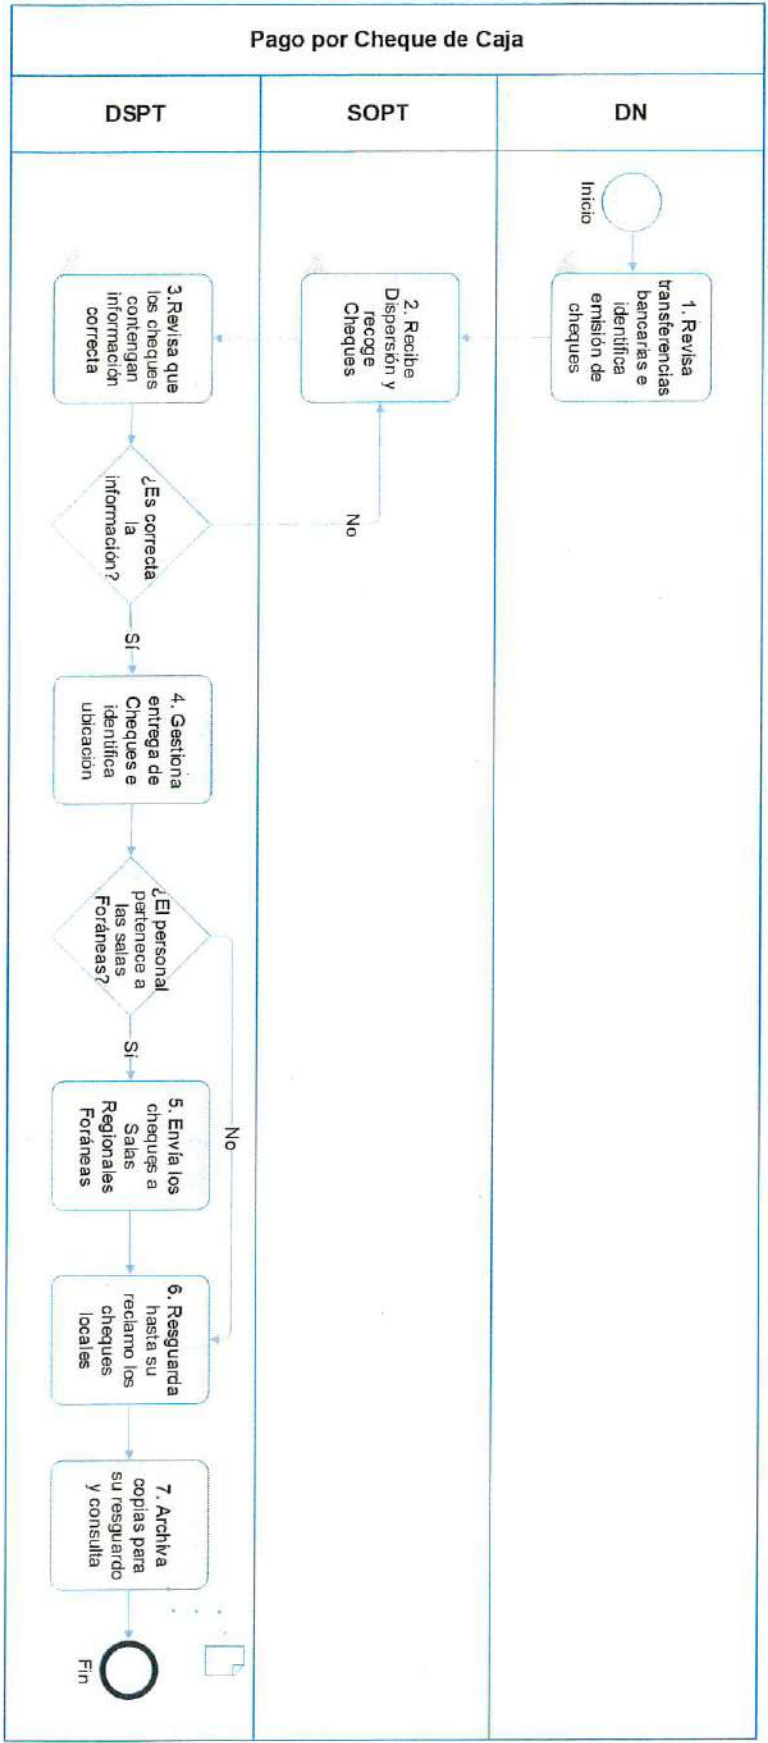 Pago por Cheque de Caja
DN
SOPT
DSPT
Inicio
1. Revisa
transferencias
bancarias e
identifica
emisión de
cheques
2. Recibe
Dispersión y
recoge
Cheques
3.Revisa que
los cheques
contengan
información
correcta
¿Es correcta
la
información?
No
Sí
4. Gestiona
entrega de
Cheques e
identifica
ubicación
¿El personal
pertenece a
las salas
Foráneas?
No
Sí
5. Envía los
cheques a
Salas
Regionales
Foráneas
6. Resguarda
hasta su
reclamo los
cheques
locales
7. Archiva
copias para
su resguardo
y consulta
Fin